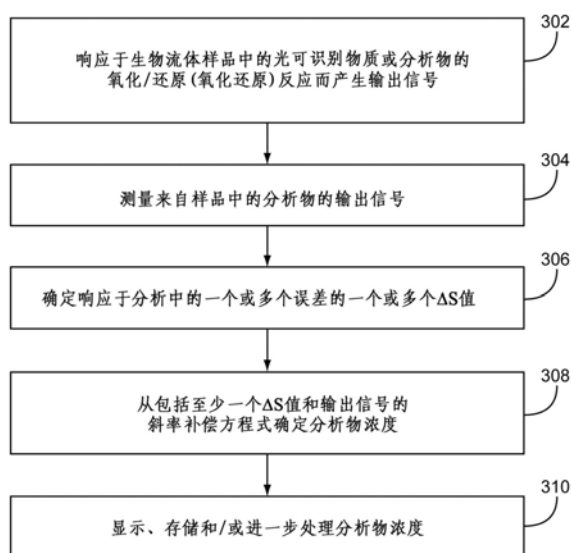 302
响应于生物流体样品中的光可识别物质或分析物的
氧化/还原(氧化还原)反应而产生输出信号
304
测量来自样品中的分析物的输出信号
306
确定响应于分析中的一个或多个误差的一个或多个ΔS值
308
从包括至少一个ΔS值和输出信号的
斜率补偿方程式确定分析物浓度
310
显示、存储和/或进一步处理分析物浓度